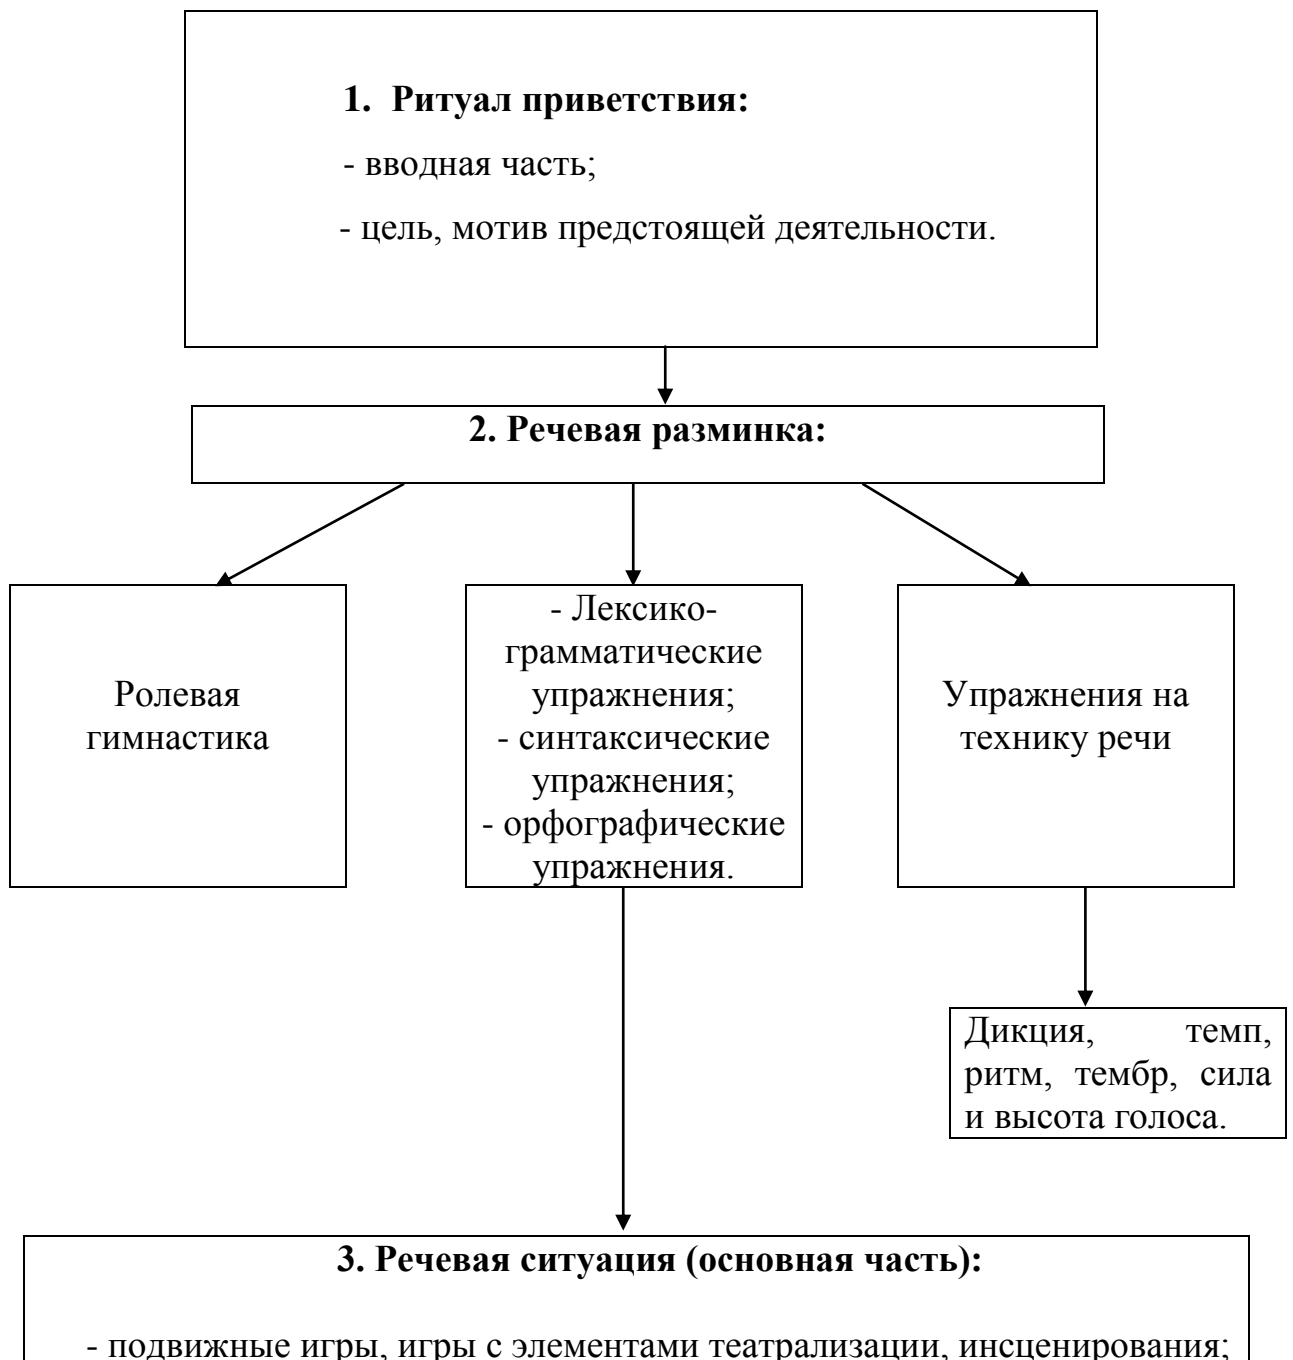 1. Ритуал приветствия:
- вводная часть;
- цель, мотив предстоящей деятельности.
2. Речевая разминка:
Ролевая
гимнастика
- Лексико-
грамматические
упражнения;
- синтаксические
упражнения;
- орфографические
упражнения.
Упражнения на
технику речи
Дикция, темп,
ритм, тембр, сила
и высота голоса.
3. Речевая ситуация (основная часть):
- подвижные игры, игры с элементами театрализации, инсценирования;